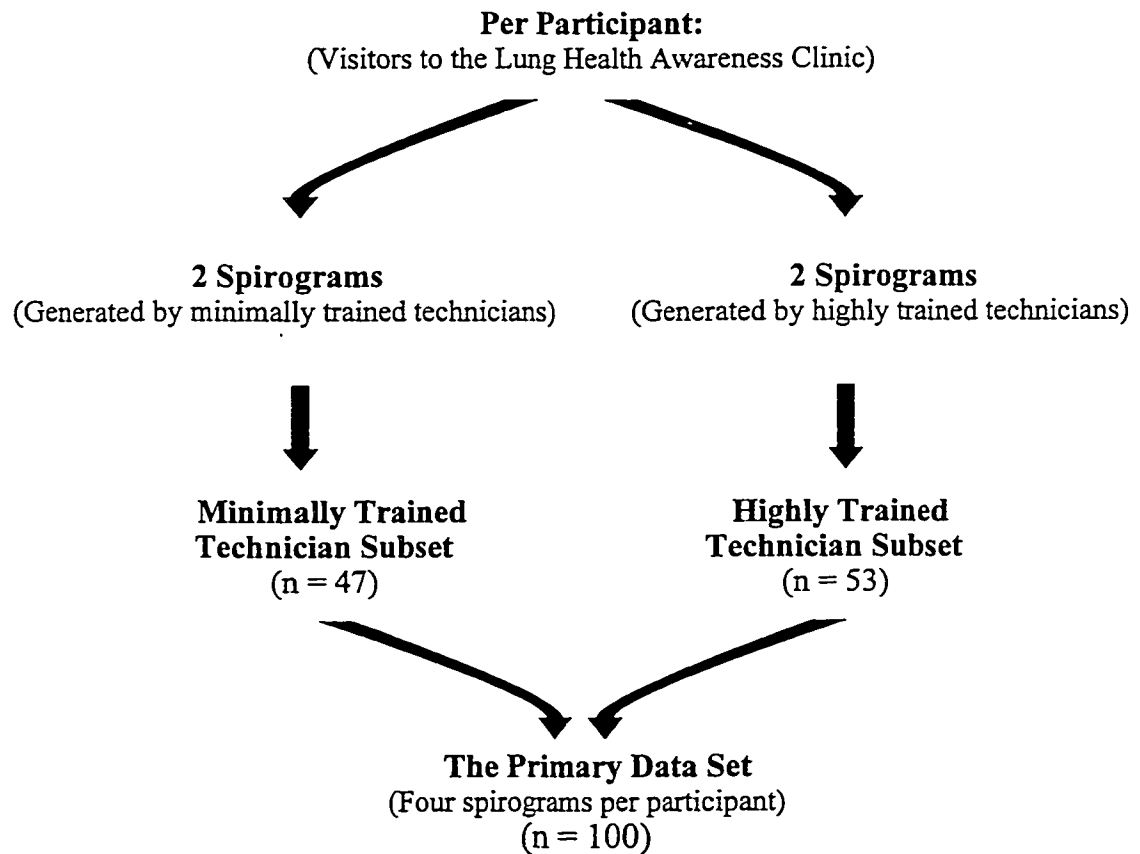 Per Participant:
(Visitors to the Lung Health Awareness Clinic)
2 Spirograms
(Generated by minimally trained technicians)
2 Spirograms
(Generated by highly trained technicians)
Minimally Trained
Technician Subset
(n = 47)
Highly Trained
Technician Subset
(n = 53)
The Primary Data Set
(Four spirograms per participant)
(n = 100)